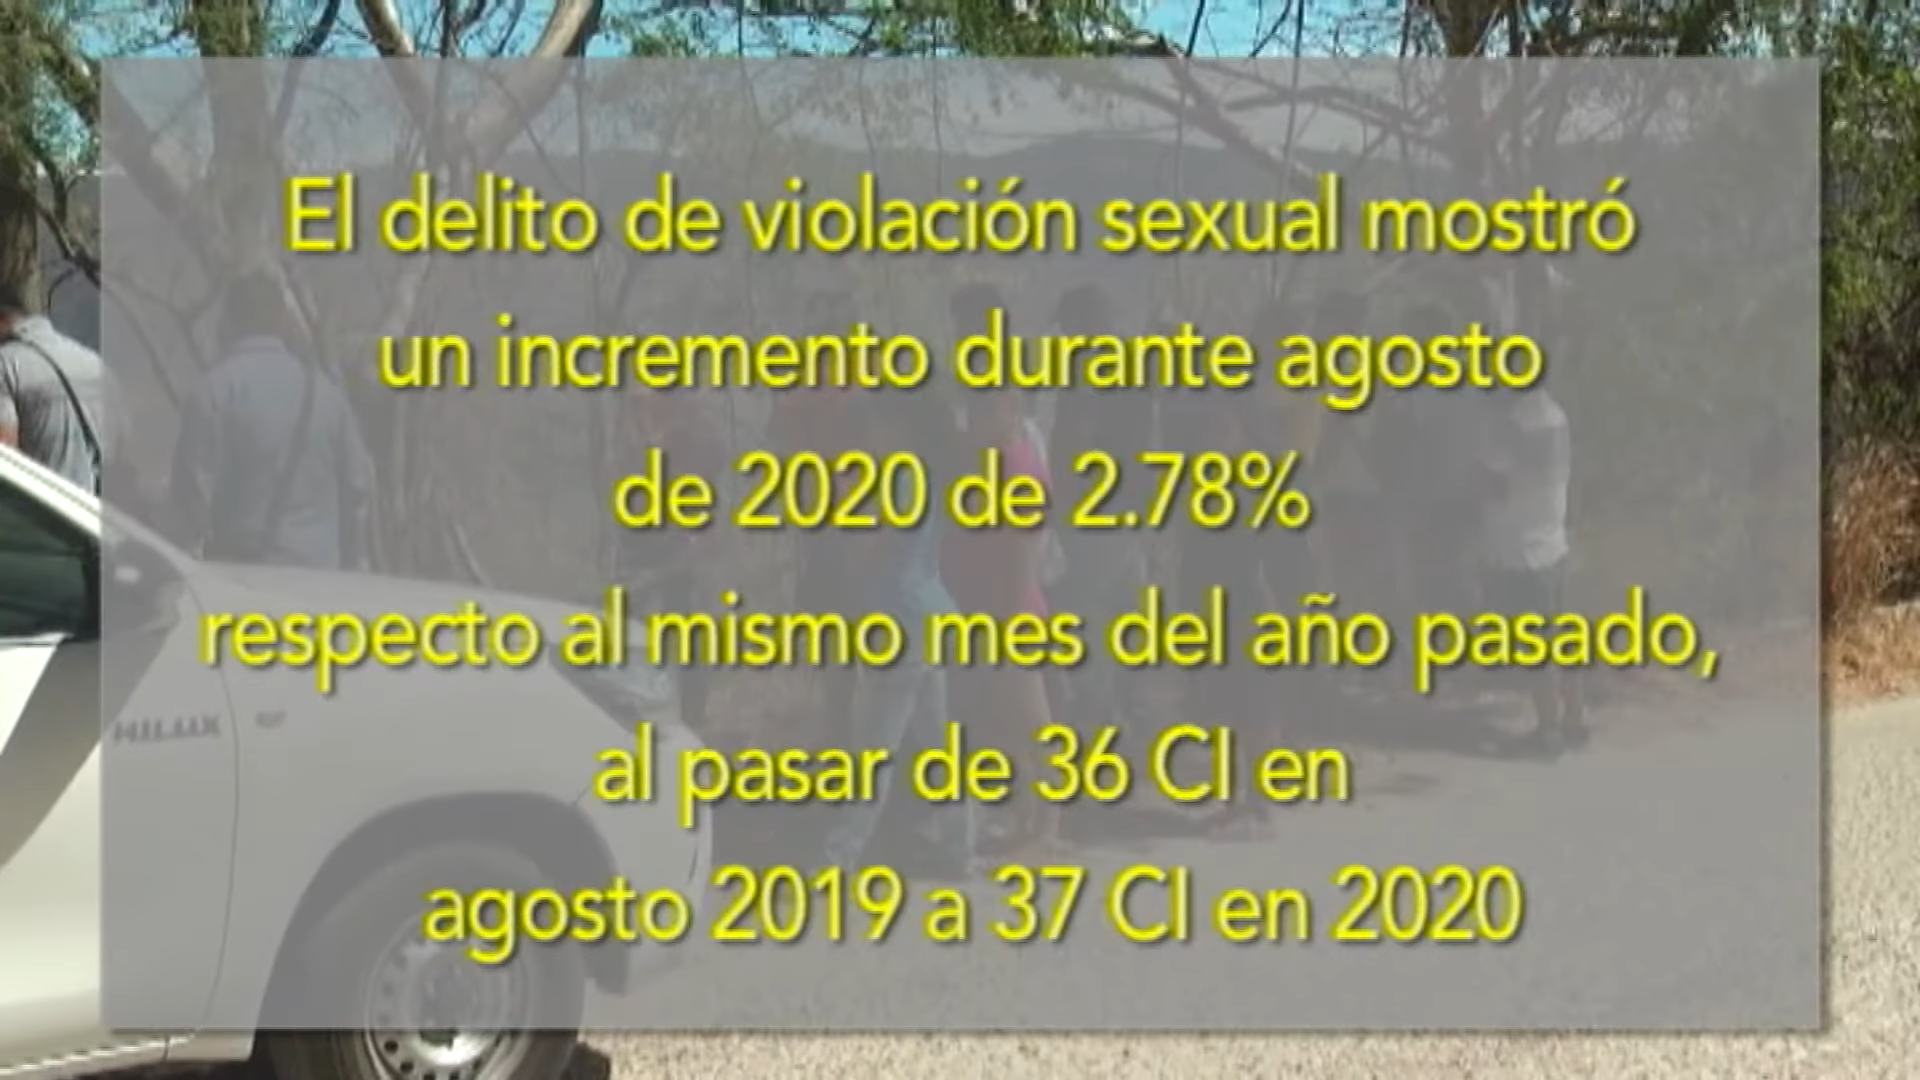 El delito de violación sexual mostró
un incremento durante agosto
de 2020 de 2.78%
respecto al mismo mes del año pasado,
al pasar de 36 CI en
agosto 2019 a 37 CI en 2020
HILUX